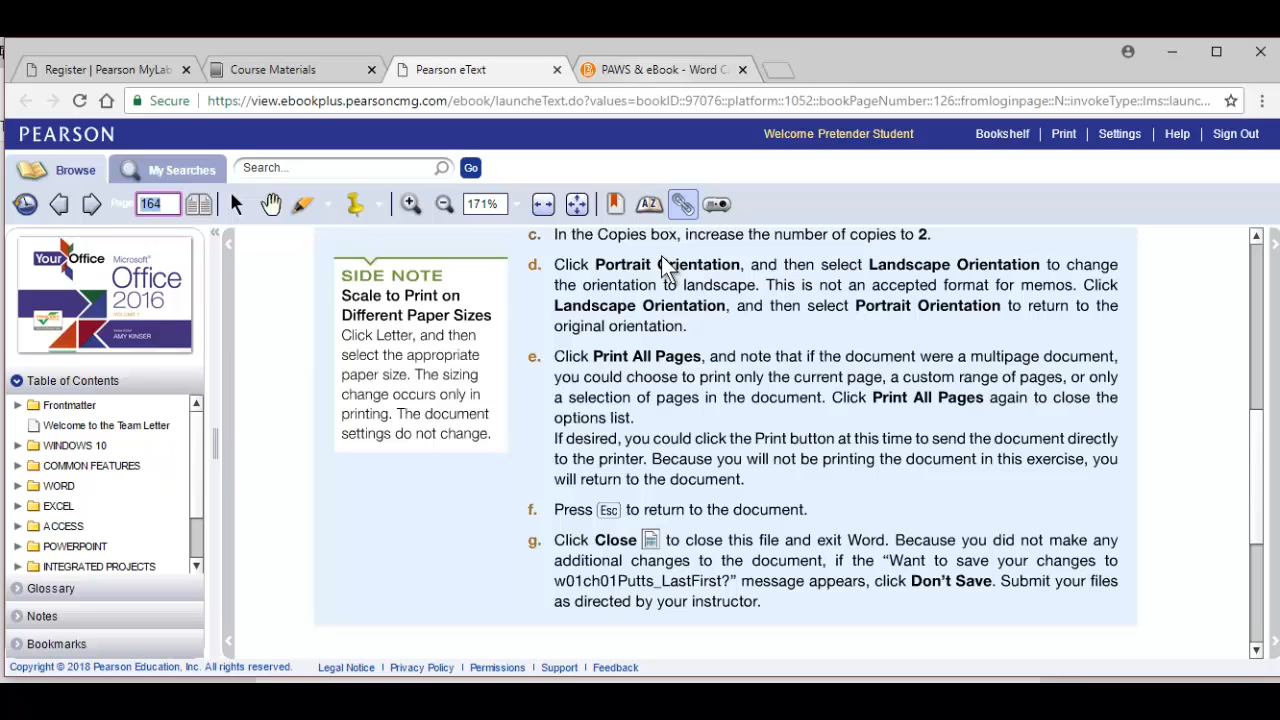 Register | Pearson MyLab
Course Materials
Pearson eText
PAWS & eBook - Word C
Secure
https://view.ebookplus.pearsoncmg.com/ebook/launcheText.do?values=bookID::97076::platform::1052::bookPageNumber::126::fromloginpage::N::invokeType::lms::launc...
PEARSON
Welcome Pretender Student
Bookshelf | Print | Settings | Help | Sign Out
Browse
My Searches
Search...
Go
Page 164
171%
Your Office
Microsoft®
Office
2016
VOLUME 1
AMY KINSER
Table of Contents
Frontmatter
Welcome to the Team Letter
WINDOWS 10
COMMON FEATURES
WORD
EXCEL
ACCESS
POWERPOINT
INTEGRATED PROJECTS
Glossary
Notes
Bookmarks
SIDE NOTE
Scale to Print on
Different Paper Sizes
Click Letter, and then
select the appropriate
paper size. The sizing
change occurs only in
printing. The document
settings do not change.
c. In the Copies box, increase the number of copies to 2.
d. Click Portrait Orientation, and then select Landscape Orientation to change
the orientation to landscape. This is not an accepted format for memos. Click
Landscape Orientation, and then select Portrait Orientation to return to the
original orientation.
e. Click Print All Pages, and note that if the document were a multipage document,
you could choose to print only the current page, a custom range of pages, or only
a selection of pages in the document. Click Print All Pages again to close the
options list.
If desired, you could click the Print button at this time to send the document directly
to the printer. Because you will not be printing the document in this exercise, you
will return to the document.
f. Press Esc to return to the document.
g. Click Close to close this file and exit Word. Because you did not make any
additional changes to the document, if the “Want to save your changes to
w01ch01Putts_LastFirst?” message appears, click Don’t Save. Submit your files
as directed by your instructor.
Copyright © 2018 Pearson Education, Inc. All rights reserved.
Legal Notice | Privacy Policy | Permissions | Support | Feedback